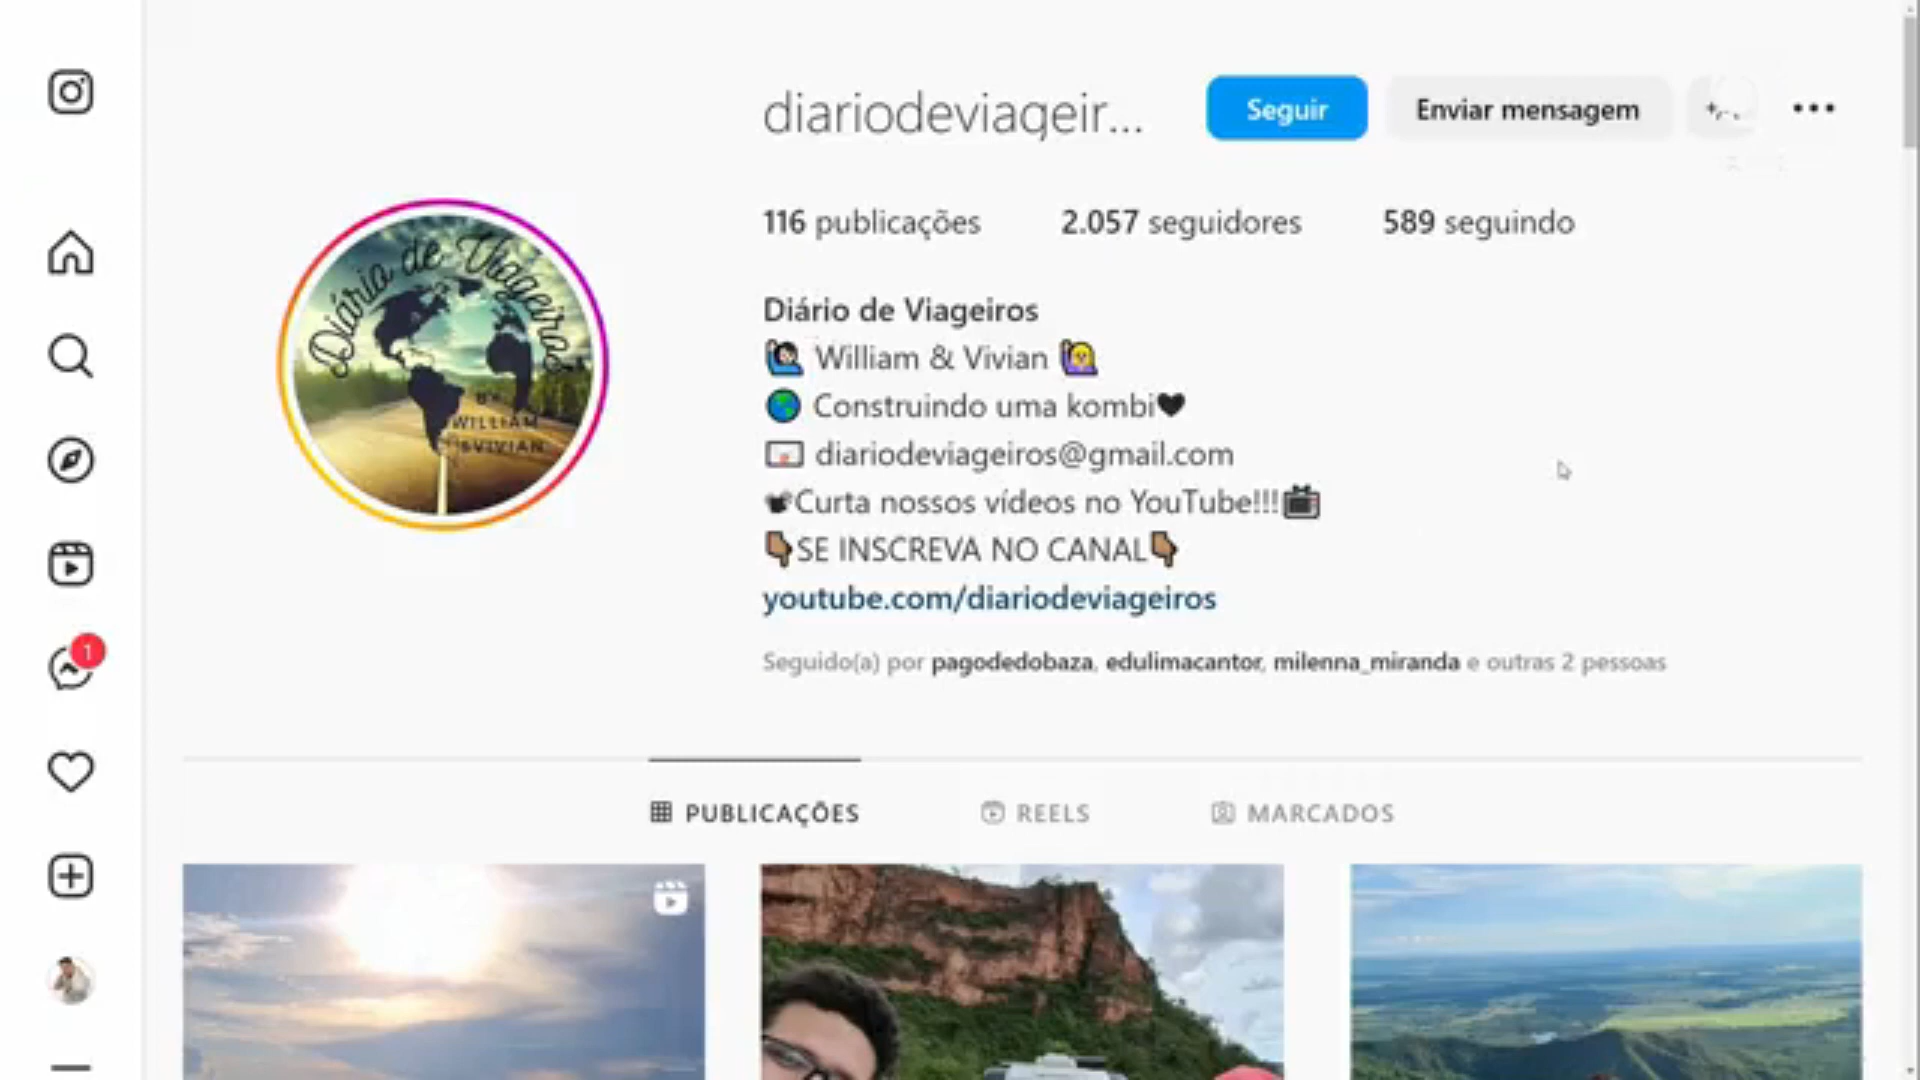 diariodeviageir...
Seguir
Enviar mensagem
116 publicações
2.057 seguidores
589 seguindo
Diário de Viageiros
BY
WILLIAM
&VIVIAN
Diário de Viageiros
William & Vivian
Construindo uma kombi
diariodeviageiros@gmail.com
Curta nossos vídeos no YouTube!!!
SE INSCREVA NO CANAL
youtube.com/diariodeviageiros
Seguido(a) por pagodedobaza, edulimacantor, milenna_miranda e outras 2 pessoas
1
PUBLICAÇÕES
REELS
MARCADOS